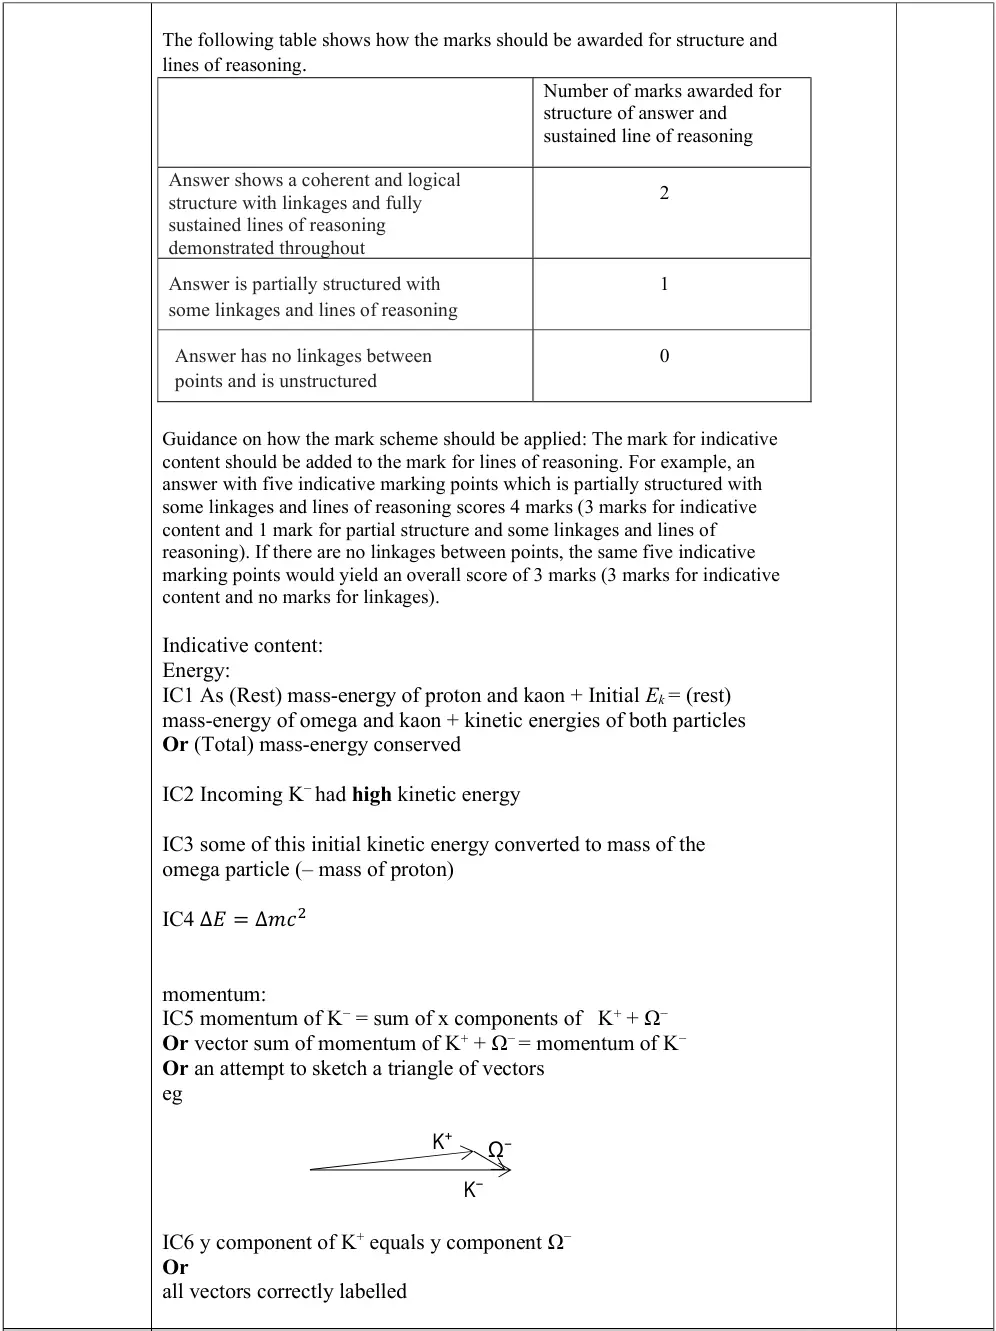 The following table shows how the marks should be awarded for structure and
lines of reasoning.
Number of marks awarded for
structure of answer and
sustained line of reasoning
Answer shows a coherent and logical
structure with linkages and fully
sustained lines of reasoning
demonstrated throughout
2
Answer is partially structured with
some linkages and lines of reasoning
1
Answer has no linkages between
points and is unstructured
0
Guidance on how the mark scheme should be applied: The mark for indicative
content should be added to the mark for lines of reasoning. For example, an
answer with five indicative marking points which is partially structured with
some linkages and lines of reasoning scores 4 marks (3 marks for indicative
content and 1 mark for partial structure and some linkages and lines of
reasoning). If there are no linkages between points, the same five indicative
marking points would yield an overall score of 3 marks (3 marks for indicative
content and no marks for linkages).
Indicative content:
Energy:
IC1 As (Rest) mass-energy of proton and kaon + Initial Eₖ = (rest)
mass-energy of omega and kaon + kinetic energies of both particles
Or (Total) mass-energy conserved
IC2 Incoming K⁻ had high kinetic energy
IC3 some of this initial kinetic energy converted to mass of the
omega particle (– mass of proton)
IC4 Δ𝐸 = Δ𝑚𝑐²
momentum:
IC5 momentum of K⁻ = sum of x components of K⁺ + Ω⁻
Or vector sum of momentum of K⁺ + Ω⁻ = momentum of K⁻
Or an attempt to sketch a triangle of vectors
eg
K⁺
Ω⁻
K⁻
IC6 y component of K⁺ equals y component Ω⁻
Or
all vectors correctly labelled